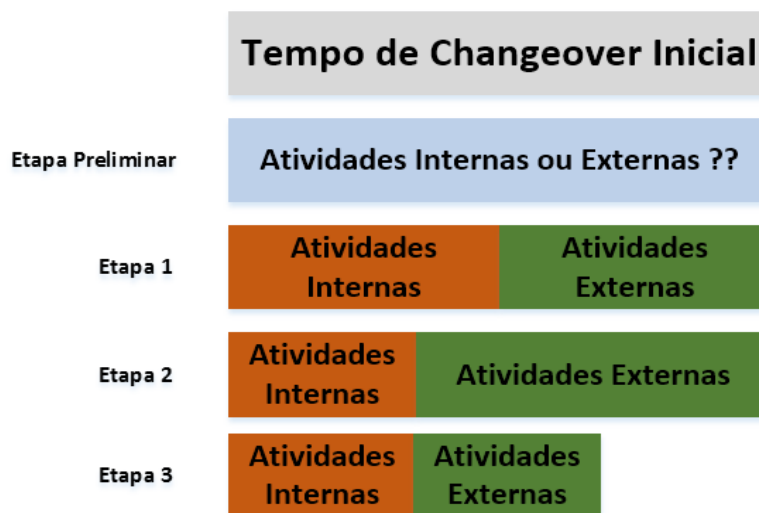 Tempo de Changeover Inicial
Etapa Preliminar
Atividades Internas ou Externas ??
Etapa 1
Atividades
Internas
Atividades
Externas
Etapa 2
Atividades
Internas
Atividades Externas
Etapa 3
Atividades
Internas
Atividades
Externas